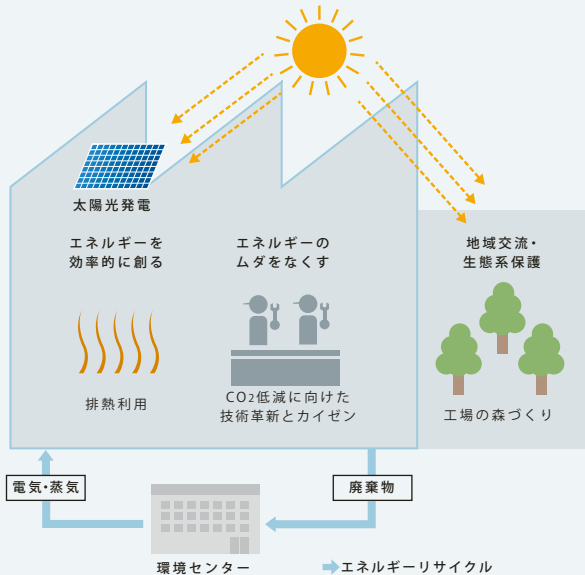 太陽光発電
エネルギーを
効率的に創る
エネルギーの
ムダをなくす
地域交流・
生態系保護
排熱利用
CO2低減に向けた
技術革新とカイゼン
工場の森づくり
電気・蒸気
廃棄物
環境センター
エネルギーリサイクル